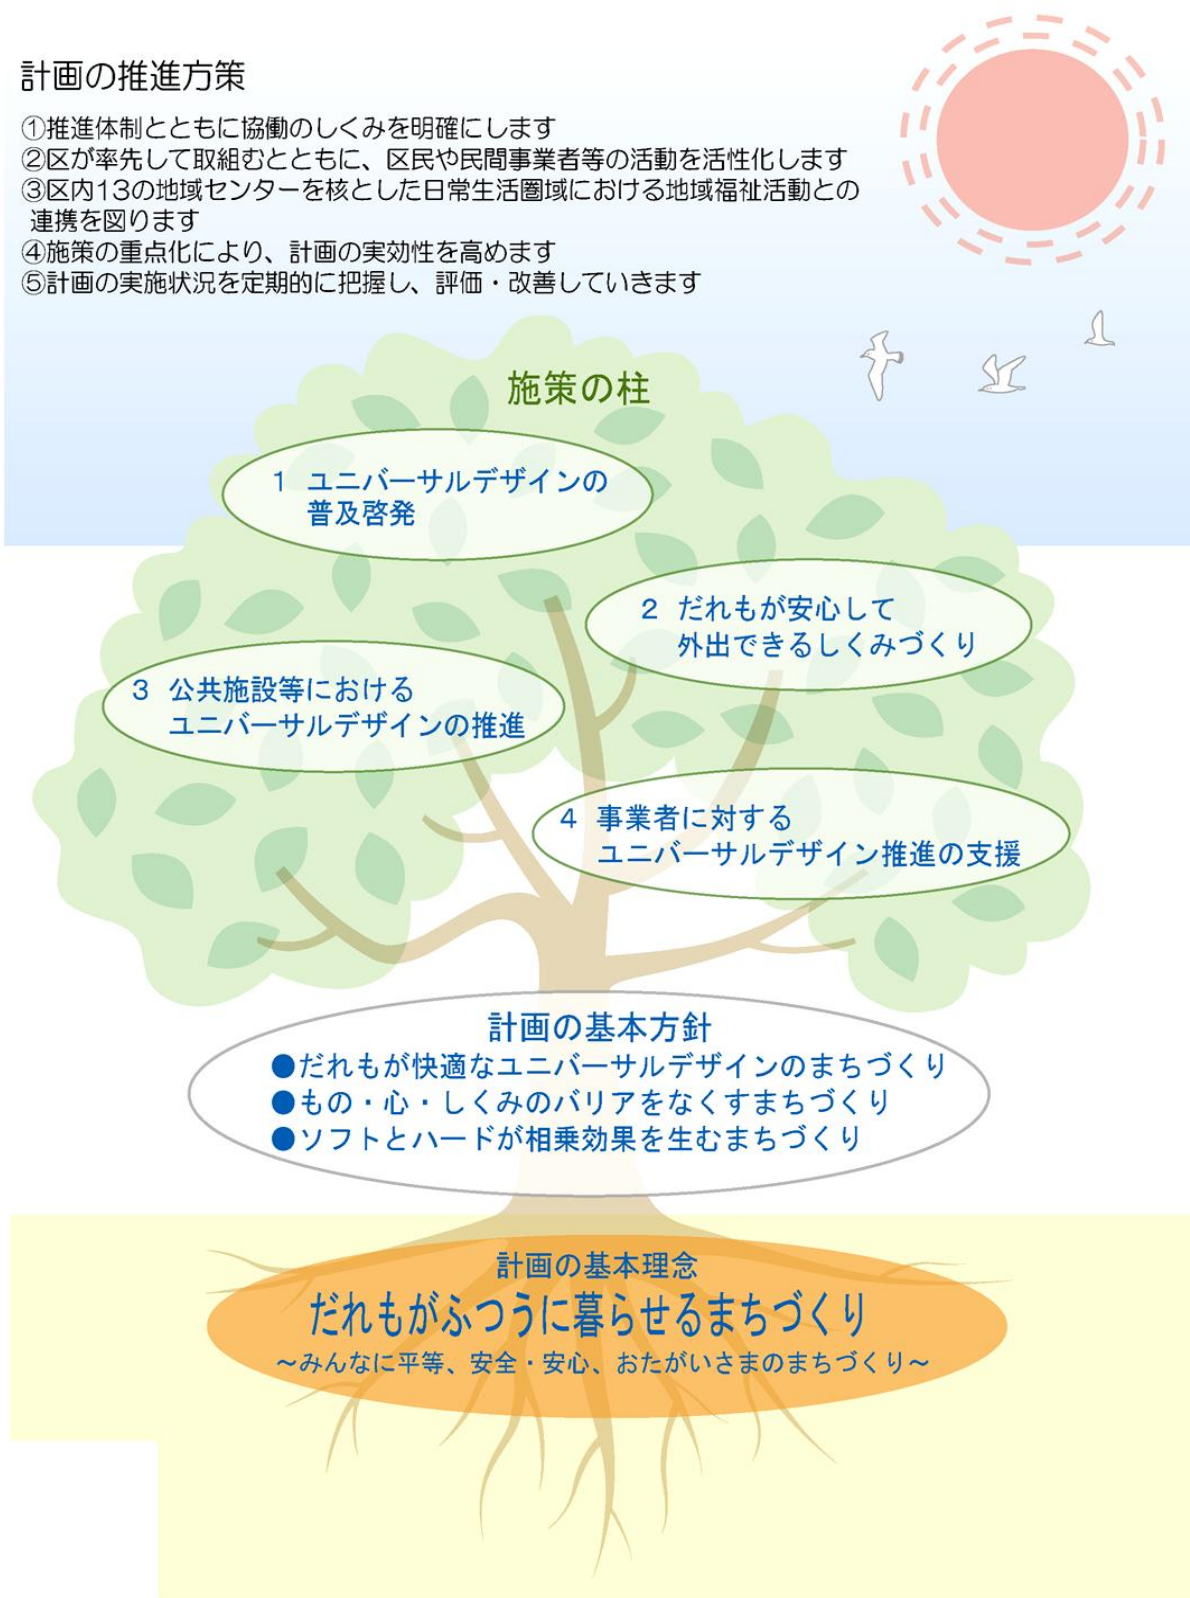 計画の推進方策
①推進体制とともに協働のしくみを明確にします
②区が率先して取組むとともに、区民や民間事業者等の活動を活性化します
③区内13の地域センターを核とした日常生活圏域における地域福祉活動との
連携を図ります
④施策の重点化により、計画の実効性を高めます
⑤計画の実施状況を定期的に把握し、評価・改善していきます
施策の柱
1 ユニバーサルデザインの
普及啓発
2 だれもが安心して
外出できるしくみづくり
3 公共施設等における
ユニバーサルデザインの推進
4 事業者に対する
ユニバーサルデザイン推進の支援
計画の基本方針
●だれもが快適なユニバーサルデザインのまちづくり
●もの・心・しくみのバリアをなくすまちづくり
●ソフトとハードが相乗効果を生むまちづくり
計画の基本理念
だれもがふつうに暮らせるまちづくり
～みんなに平等、安全・安心、おたがいさまのまちづくり～